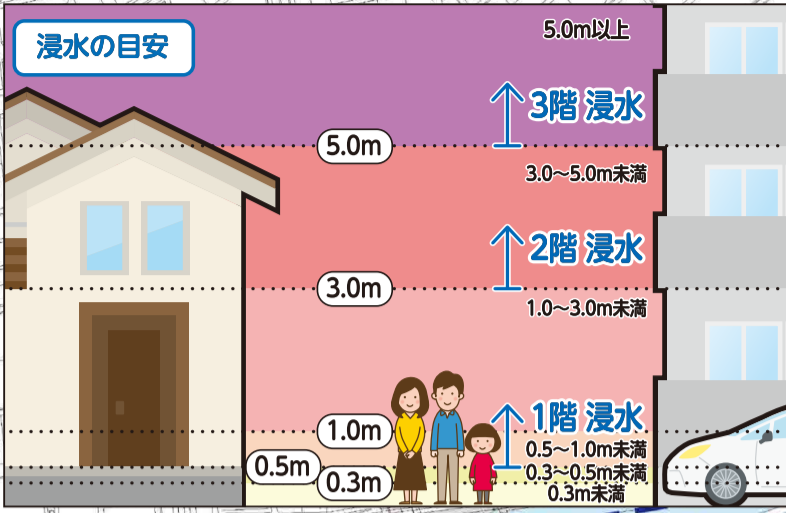 浸水の目安
5.0m以上
3階 浸水
5.0m
3.0～5.0m未満
2階 浸水
3.0m
1.0～3.0m未満
1階 浸水
1.0m
0.5～1.0m未満
0.5m
0.3～0.5m未満
0.3m
0.3m未満